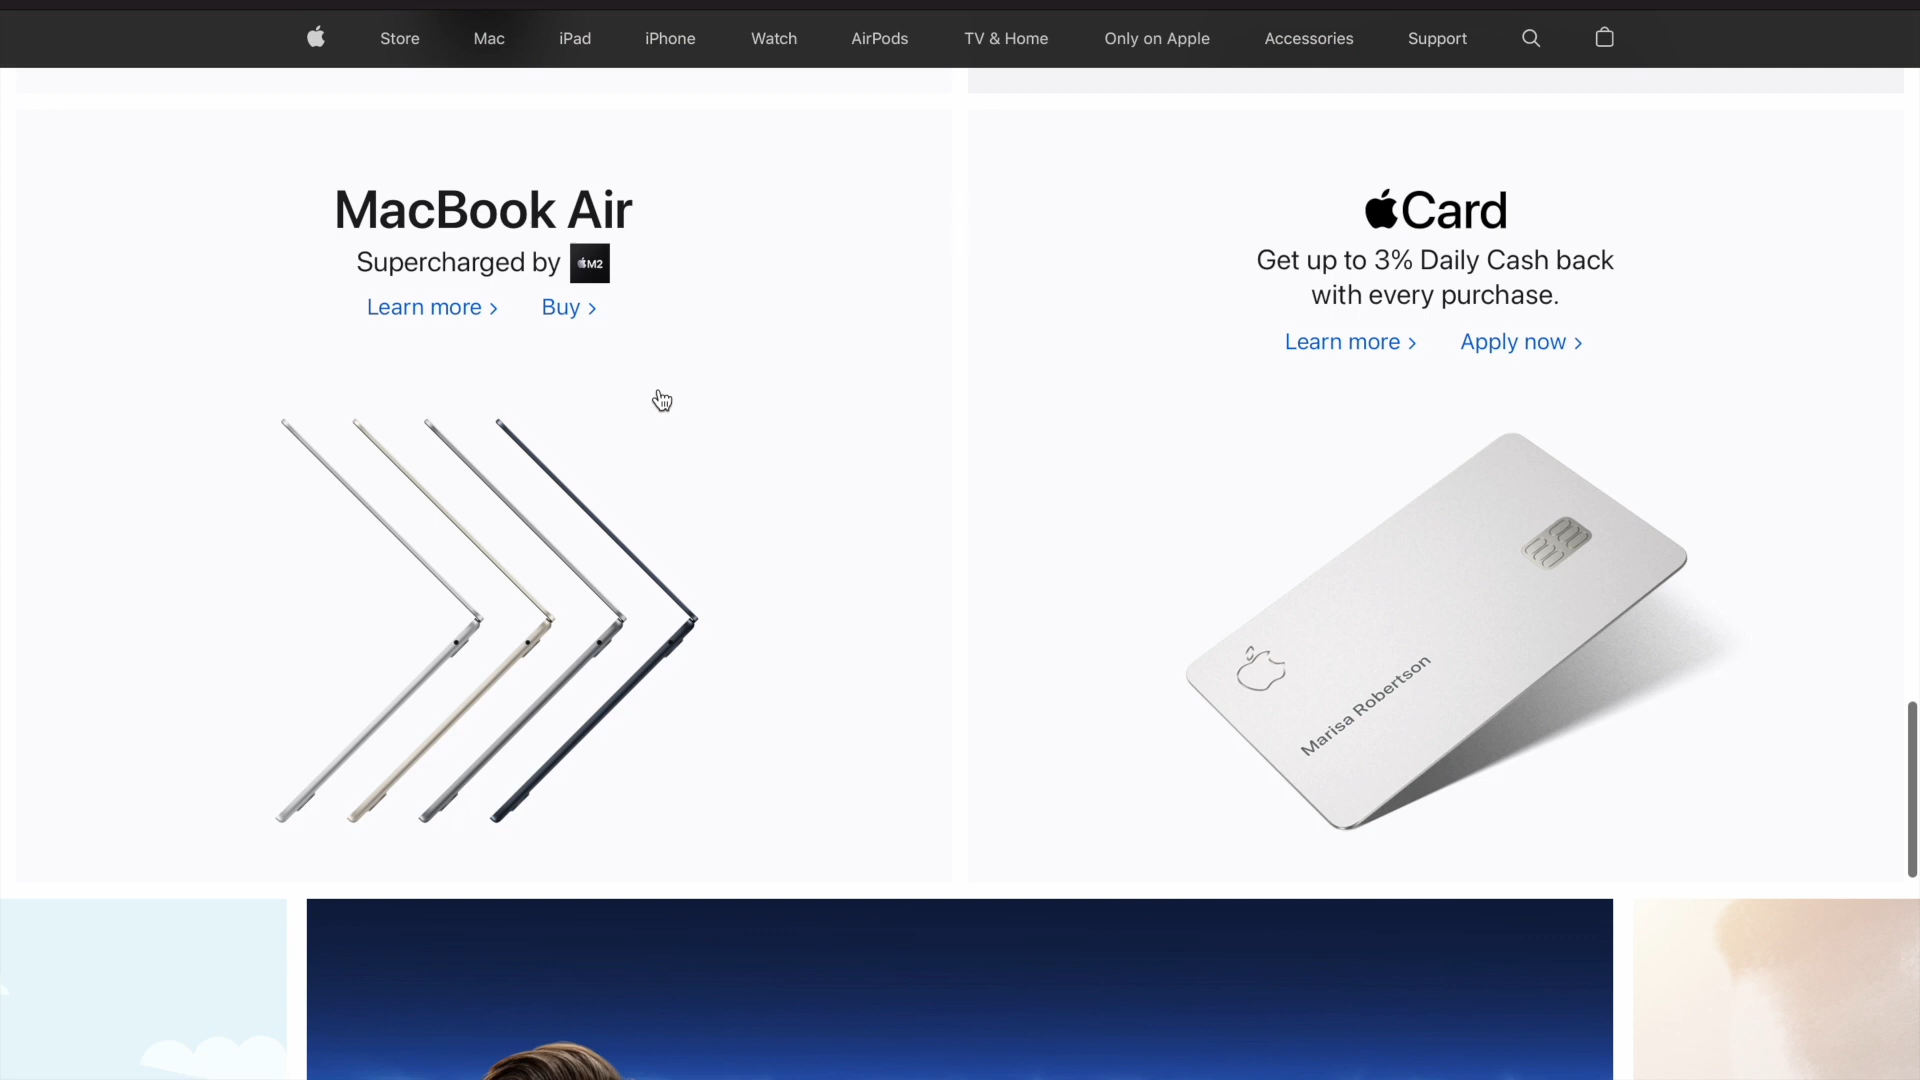 Store Mac iPad iPhone Watch AirPods TV & Home Only on Apple Accessories Support
MacBook Air
Supercharged by M2
Learn more > Buy >
Card
Get up to 3% Daily Cash back
with every purchase.
Learn more > Apply now >
Marisa Robertson